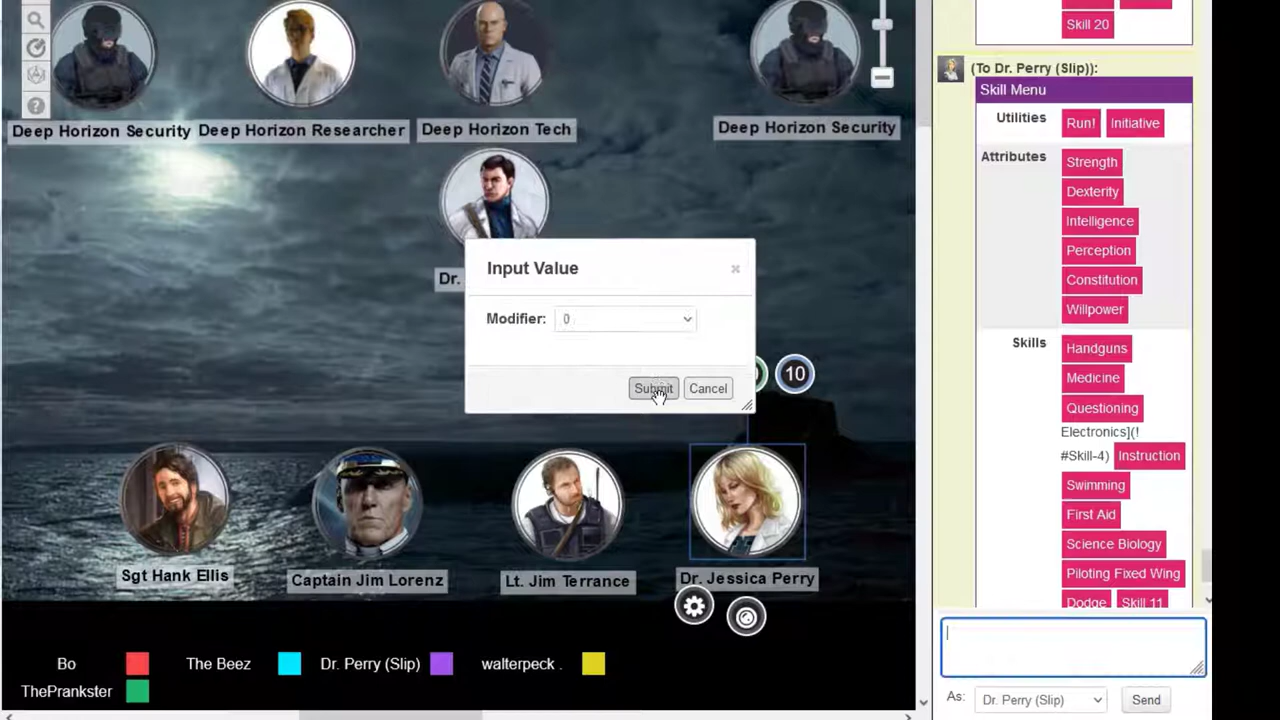 Skill 20
(To Dr. Perry (Slip)):
Skill Menu
Utilities
Run!
Initiative
Attributes
Strength
Dexterity
Intelligence
Perception
Constitution
Willpower
Skills
Handguns
Medicine
Questioning
Electronics](!
#Skill-4)
Instruction
Swimming
First Aid
Science Biology
Piloting Fixed Wing
Dodge
Skill 11
As:
Dr. Perry (Slip)
Send
Deep Horizon Security
Deep Horizon Researcher
Deep Horizon Tech
Deep Horizon Security
Dr.
Input Value
×
Modifier:
0
Submit
Cancel
10
Sgt Hank Ellis
Captain Jim Lorenz
Lt. Jim Terrance
Dr. Jessica Perry
Bo
The Beez
Dr. Perry (Slip)
walterpeck .
ThePrankster
?